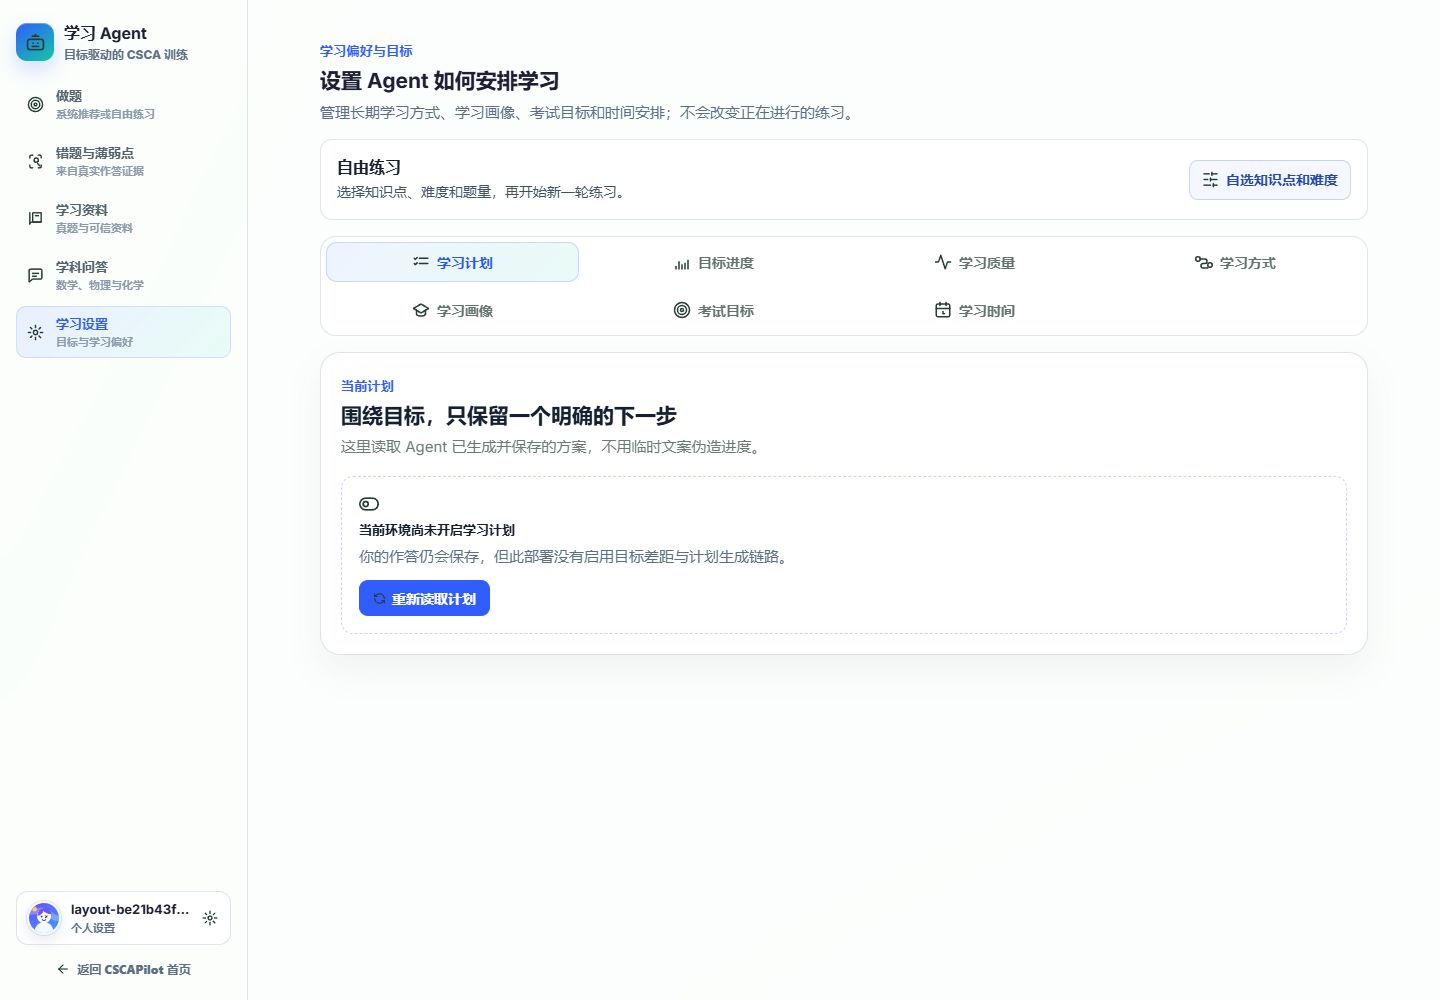 学习 Agent
目标驱动的 CSCA 训练
做题
系统推荐或自由练习
错题与薄弱点
来自真实作答证据
学习资料
真题与可信资料
学科问答
数学、物理与化学
学习设置
目标与学习偏好
layout-be21b43f...
个人设置
返回 CSCAPilot 首页
学习偏好与目标
设置 Agent 如何安排学习
管理长期学习方式、学习画像、考试目标和时间安排；不会改变正在进行的练习。
自由练习
选择知识点、难度和题量，再开始新一轮练习。
自选知识点和难度
学习计划
目标进度
学习质量
学习方式
学习画像
考试目标
学习时间
当前计划
围绕目标，只保留一个明确的下一步
这里读取 Agent 已生成并保存的方案，不用临时文案伪造进度。
当前环境尚未开启学习计划
你的作答仍会保存，但此部署没有启用目标差距与计划生成链路。
重新读取计划